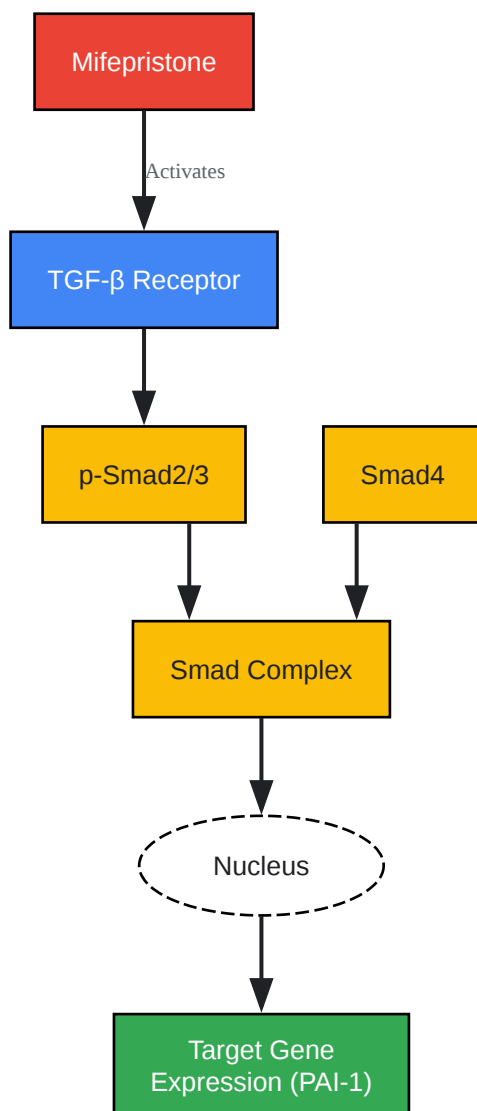 Mifepristone
Activates
TGF-β Receptor
p-Smad2/3
Smad4
Smad Complex
Nucleus
Target Gene
Expression (PAI-1)